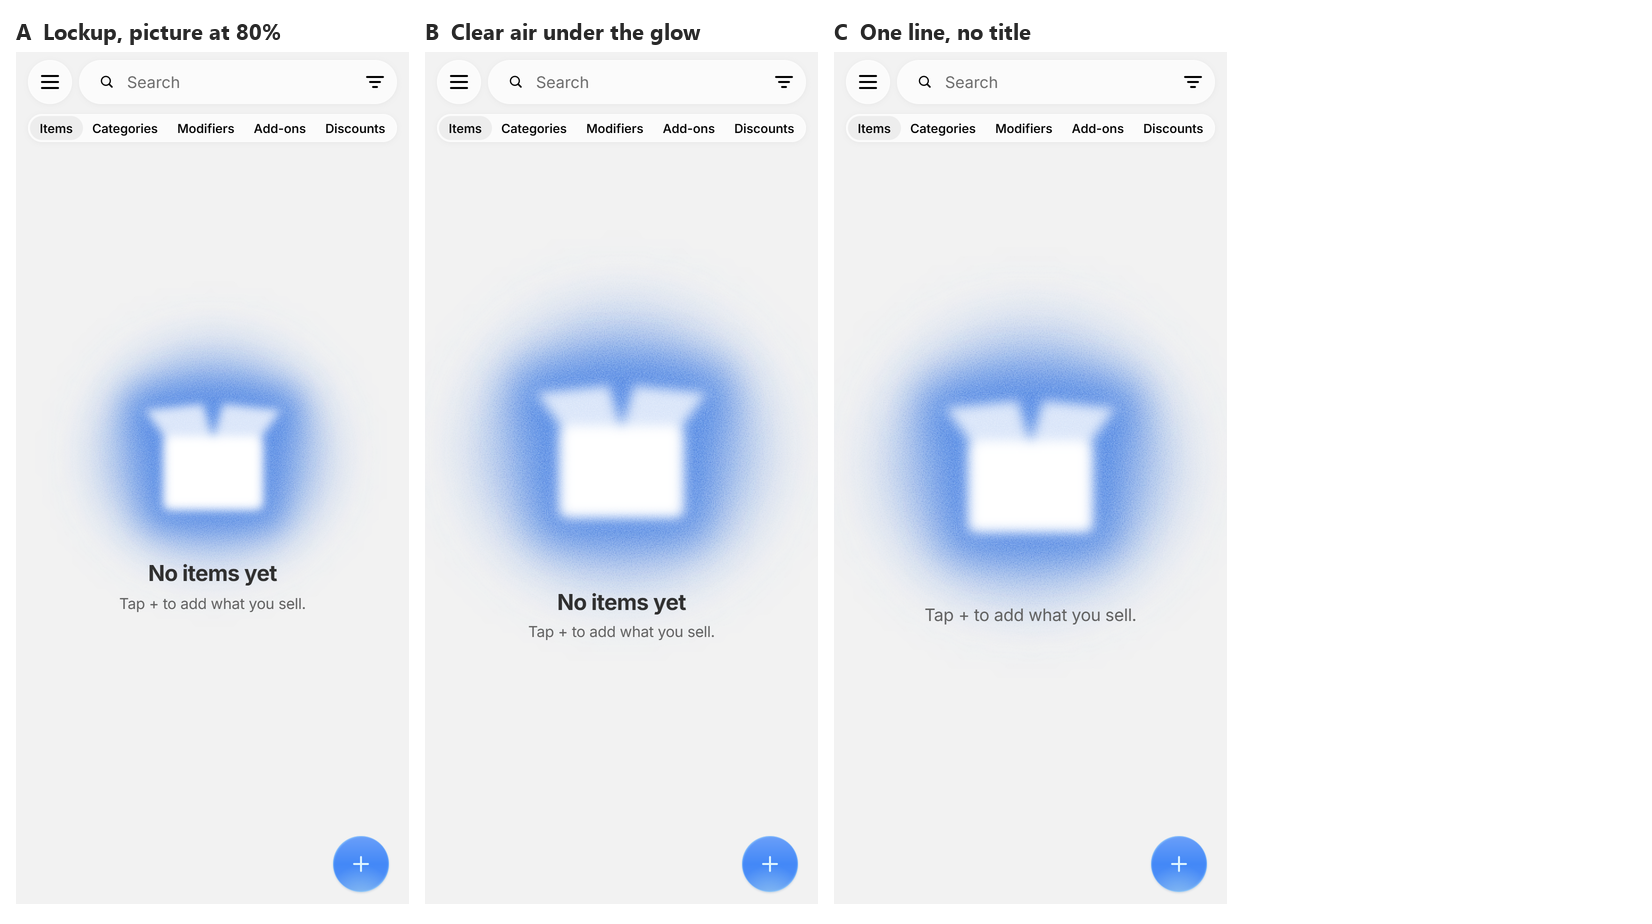 A Lockup, picture at 80%
Search
Items Categories Modifiers Add-ons Discounts
No items yet
Tap + to add what you sell.
B Clear air under the glow
Search
Items Categories Modifiers Add-ons Discounts
No items yet
Tap + to add what you sell.
C One line, no title
Search
Items Categories Modifiers Add-ons Discounts
Tap + to add what you sell.